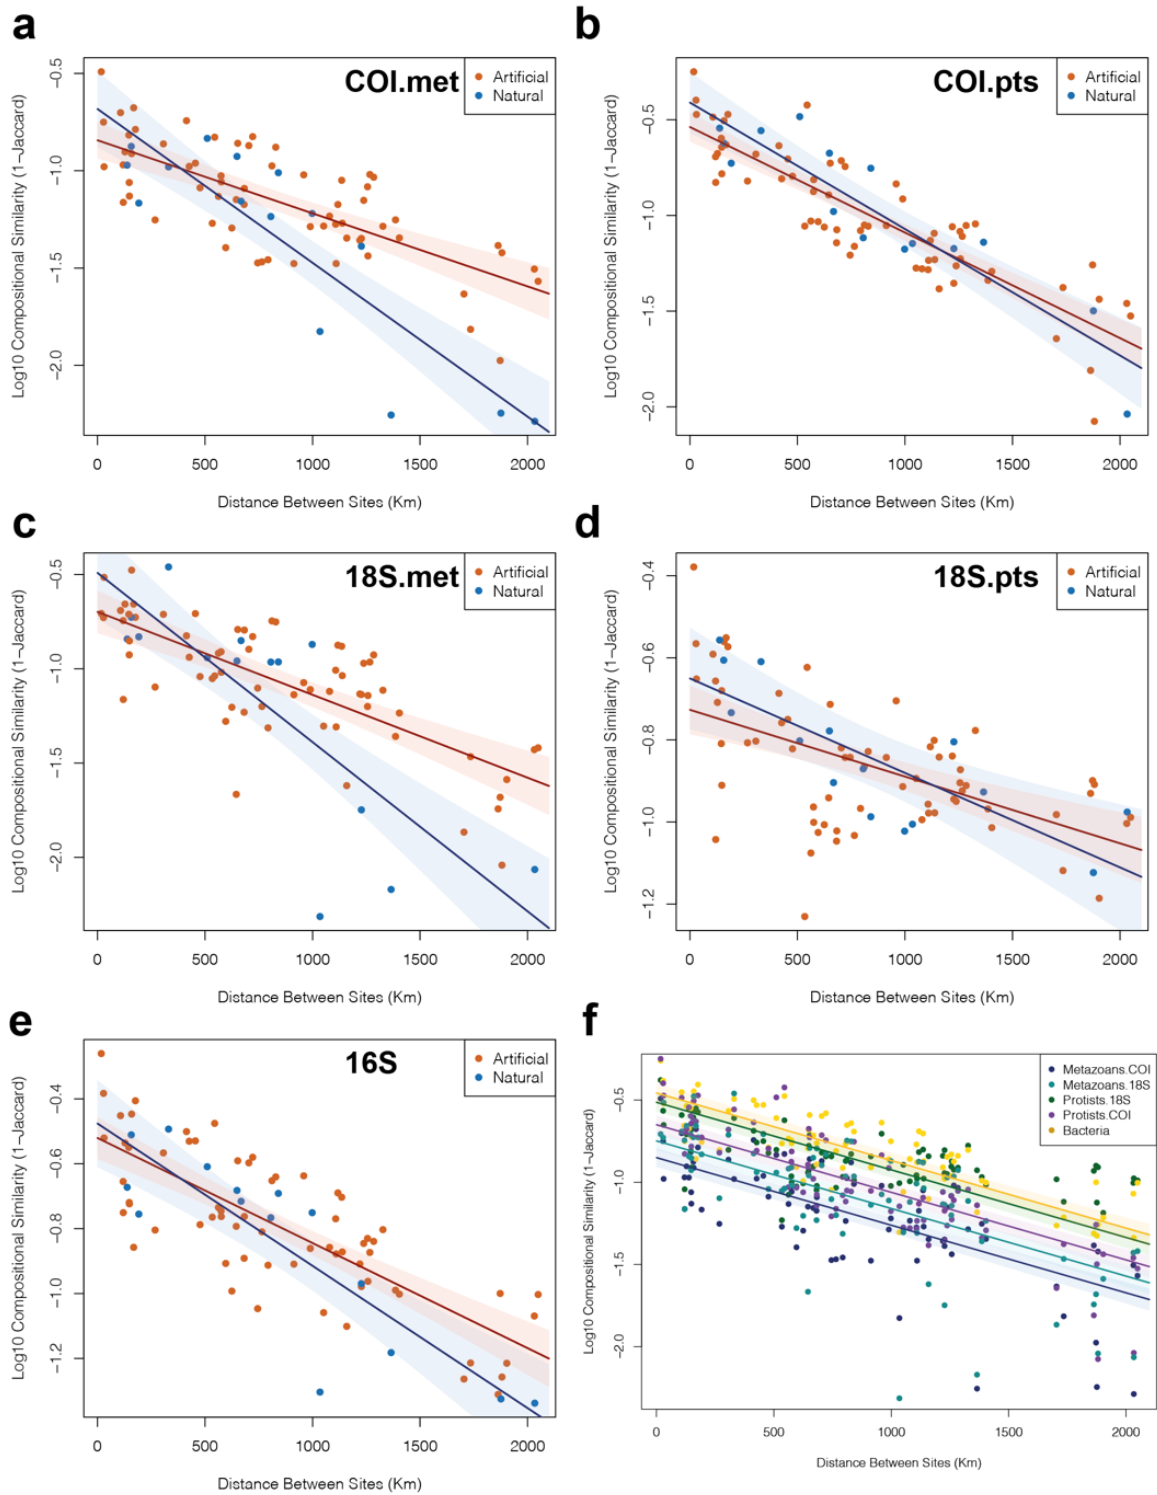 a
COI.met
Artificial
Natural
Log10 Compositional Similarity (1−Jaccard)
−0.5
−1.0
−1.5
−2.0
0 500 1000 1500 2000
Distance Between Sites (Km)
b
COI.pts
Artificial
Natural
Log10 Compositional Similarity (1−Jaccard)
−0.5
−1.0
−1.5
−2.0
0 500 1000 1500 2000
Distance Between Sites (Km)
c
18S.met
Artificial
Natural
Log10 Compositional Similarity (1−Jaccard)
−0.5
−1.0
−1.5
−2.0
0 500 1000 1500 2000
Distance Between Sites (Km)
d
18S.pts
Artificial
Natural
Log10 Compositional Similarity (1−Jaccard)
−0.4
−0.6
−0.8
−1.0
−1.2
0 500 1000 1500 2000
Distance Between Sites (Km)
e
16S
Artificial
Natural
Log10 Compositional Similarity (1−Jaccard)
−0.4
−0.6
−0.8
−1.0
−1.2
0 500 1000 1500 2000
Distance Between Sites (Km)
f
Metazoans.COI
Metazoans.18S
Protists.18S
Protists.COI
Bacteria
Log10 Compositional Similarity (1−Jaccard)
−0.5
−1.0
−1.5
−2.0
0 500 1000 1500 2000
Distance Between Sites (Km)